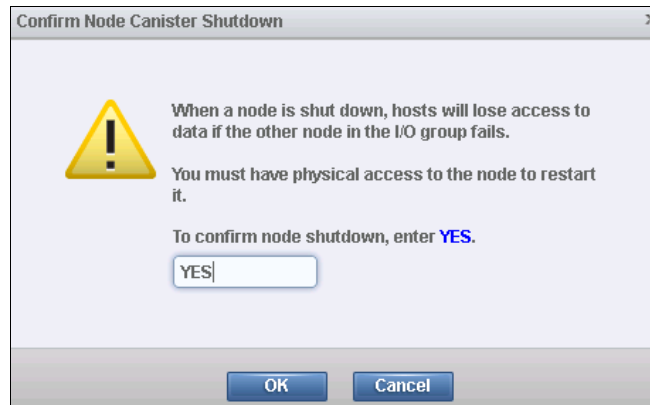 Confirm Node Canister Shutdown
When a node is shut down, hosts will lose access to
data if the other node in the I/O group fails.
You must have physical access to the node to restart
it.
To confirm node shutdown, enter YES.
YES
OK Cancel